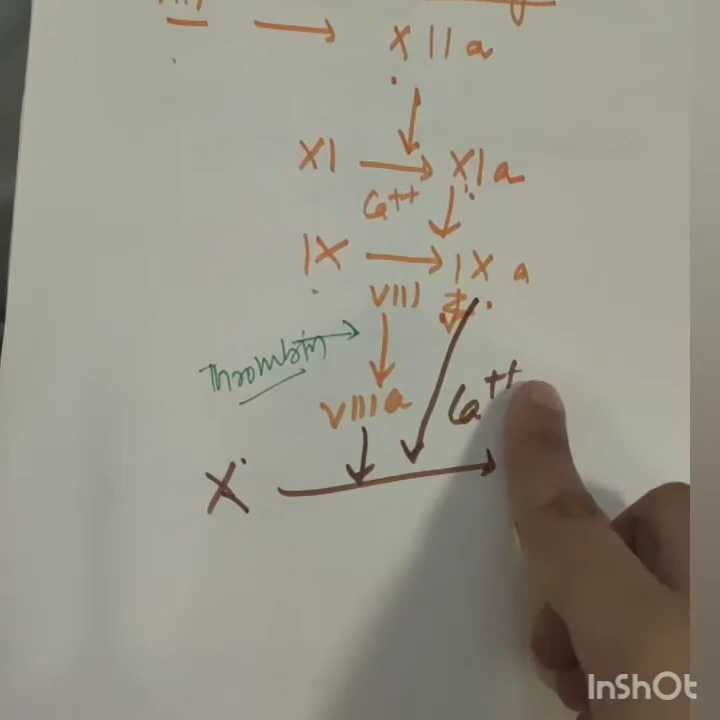 XIIa
XI → XIa
Ca++
IX → IXa
VIII
Thrombin
VIIIa
Ca++
X
InShOt